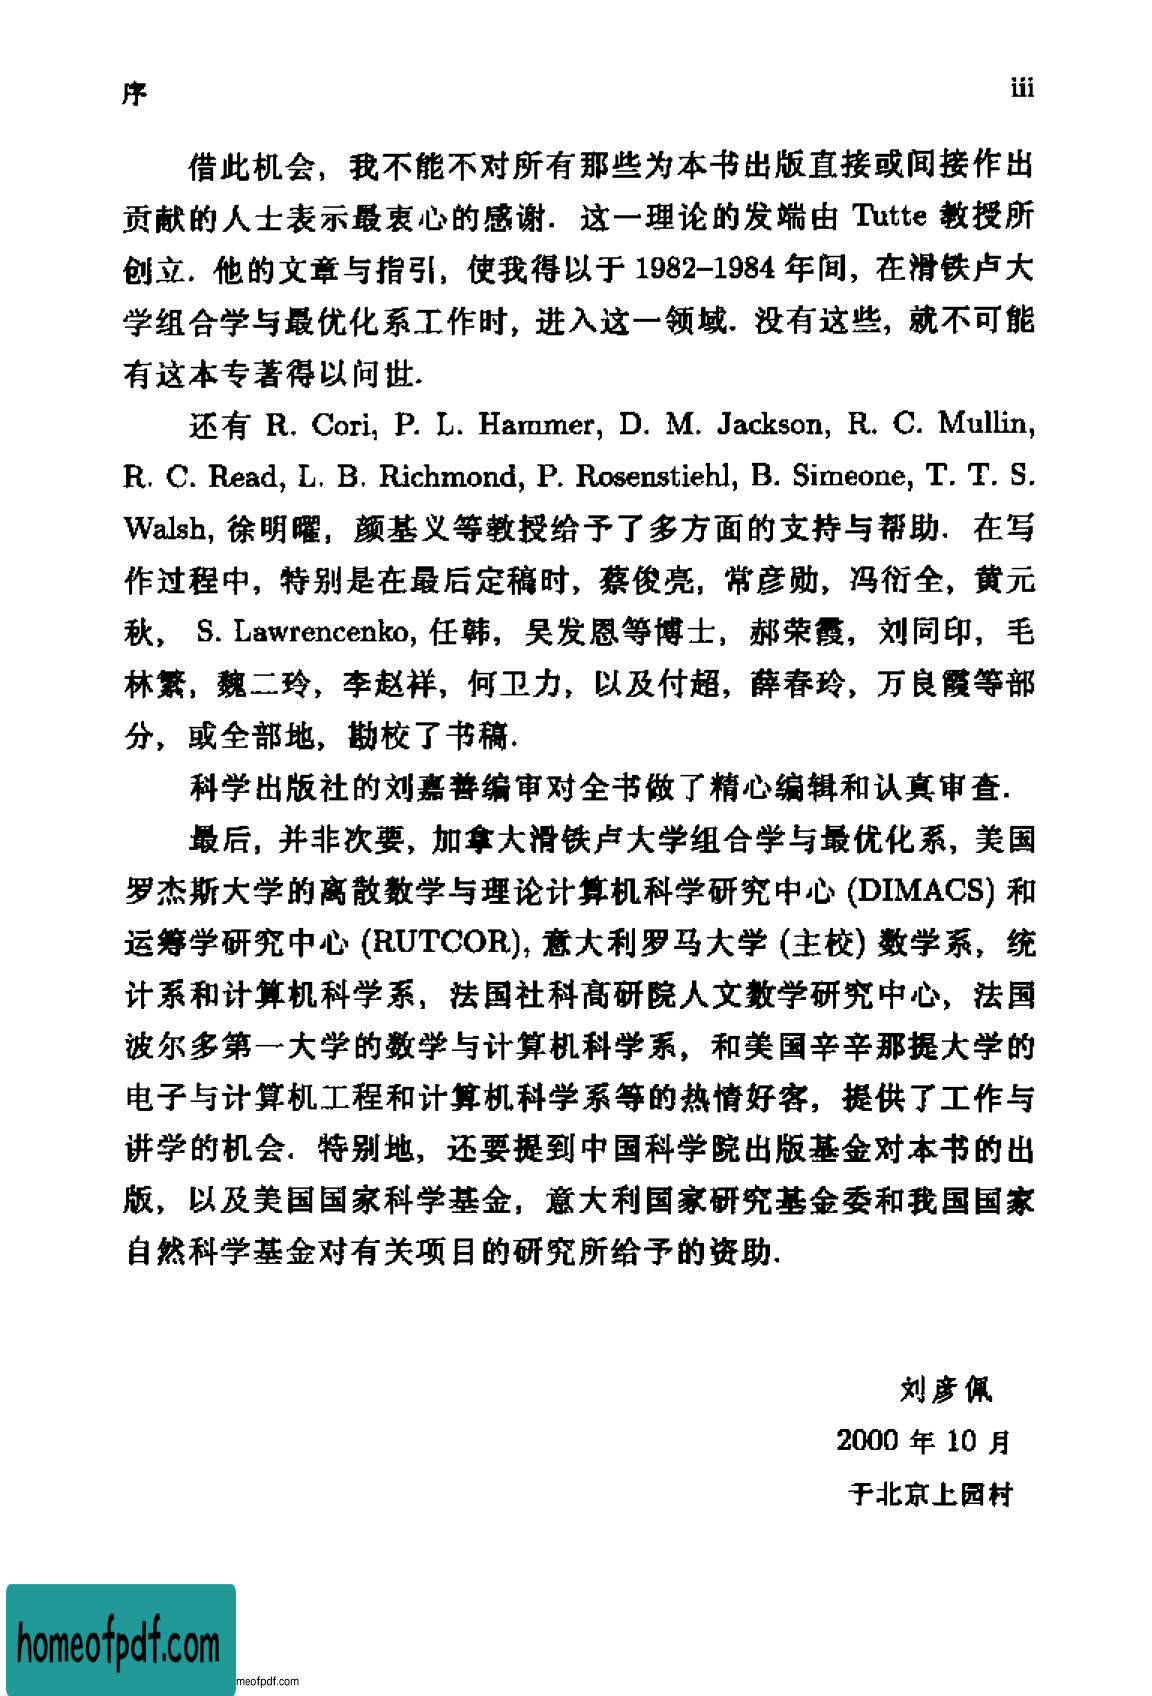 序 iii
借此机会，我不能不对所有那些为本书出版直接或间接作出
贡献的人士表示最衷心的感谢．这一理论的发端由 Tutte 教授所
创立．他的文章与指引，使我得以于 1982–1984 年间，在滑铁卢大
学组合学与最优化系工作时，进入这一领域．没有这些，就不可能
有这本专著得以问世．
还有 R. Cori, P. L. Hammer, D. M. Jackson, R. C. Mullin,
R. C. Read, L. B. Richmond, P. Rosenstiehl, B. Simeone, T. T. S.
Walsh, 徐明曜，颜基义等教授给予了多方面的支持与帮助．在写
作过程中，特别是在最后定稿时，蔡俊亮，常彦勋，冯衍全，黄元
秋， S. Lawrencenko, 任韩，吴发恩等博士，郝荣霞，刘同印，毛
林繁，魏二玲，李赵祥，何卫力，以及付超，薛春玲，万良霞等部
分，或全部地，勘校了书稿．
科学出版社的刘嘉善编审对全书做了精心编辑和认真审查．
最后，并非次要，加拿大滑铁卢大学组合学与最优化系，美国
罗杰斯大学的离散数学与理论计算机科学研究中心 (DIMACS) 和
运筹学研究中心 (RUTCOR), 意大利罗马大学 (主校) 数学系，统
计系和计算机科学系，法国社科高研院人文数学研究中心，法国
波尔多第一大学的数学与计算机科学系，和美国辛辛那提大学的
电子与计算机工程和计算机科学系等的热情好客，提供了工作与
讲学的机会．特别地，还要提到中国科学院出版基金对本书的出
版，以及美国国家科学基金，意大利国家研究基金委和我国国家
自然科学基金对有关项目的研究所给予的资助．
刘彦佩
2000 年 10 月
于北京上园村
homeofpdf.com
meofpdf.com